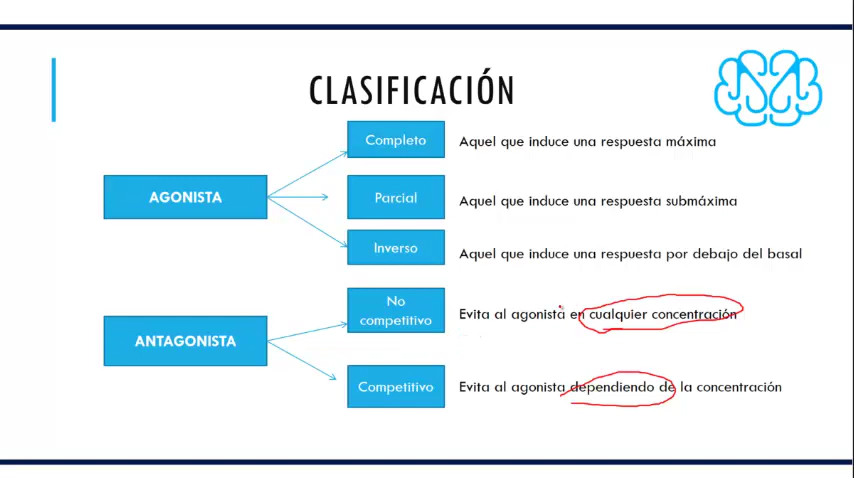 CLASIFICACIÓN
Completo
Aquel que induce una respuesta máxima
AGONISTA
Parcial
Aquel que induce una respuesta submáxima
Inverso
Aquel que induce una respuesta por debajo del basal
No
competitivo
Evita al agonista en cualquier concentración
ANTAGONISTA
Competitivo
Evita al agonista dependiendo de la concentración